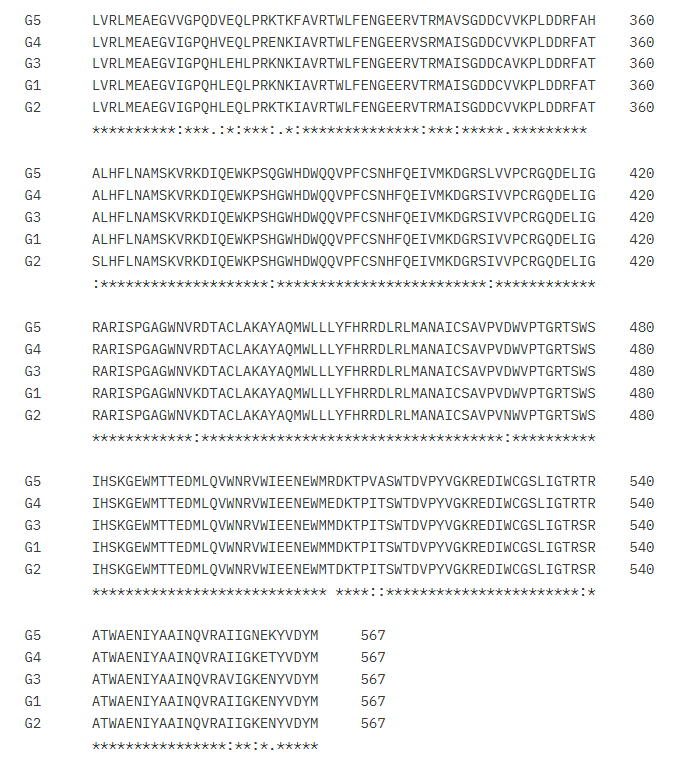 G5 LVRLMEAEGVVGPQDVEQLPRKTKFAVRTWLFENGEERVTRMAVSGDDCVVKPLDDRFAH 360
G4 LVRLMEAEGVIGPQHVEQLPRENKIAVRTWLFENGEERVSRMAISGDDCVVKPLDDRFAT 360
G3 LVRLMEAEGVIGPQHLEHLPRKNKIAVRTWLFENGEERVTRMAISGDDCAVKPLDDRFAT 360
G1 LVRLMEAEGVIGPQHLEQLPRKNKIAVRTWLFENGEERVTRMAISGDDCVVKPLDDRFAT 360
G2 LVRLMEAEGVIGPQHLEQLPRKTKIAVRTWLFENGEERVTRMAISGDDCVVKPLDDRFAT 360
**********:***.:*:***:.*:**************:***:*****.*********
G5 ALHFLNAMSKVRKDIQEWKPSQGWHDWQQVPFCSNHFQEIVMKDGRSLVVPCRGQDELIG 420
G4 ALHFLNAMSKVRKDIQEWKPSHGWHDWQQVPFCSNHFQEIVMKDGRSIVVPCRGQDELIG 420
G3 ALHFLNAMSKVRKDIQEWKPSHGWHDWQQVPFCSNHFQEIVMKDGRSIVVPCRGQDELIG 420
G1 ALHFLNAMSKVRKDIQEWKPSHGWHDWQQVPFCSNHFQEIVMKDGRSIVVPCRGQDELIG 420
G2 SLHFLNAMSKVRKDIQEWKPSHGWHDWQQVPFCSNHFQEIVMKDGRSIVVPCRGQDELIG 420
:********************:*************************:************
G5 RARISPGAGWNVRDTACLAKAYAQMWLLLYFHRRDLRLMANAICSAVPVDWVPTGRTSWS 480
G4 RARISPGAGWNVRDTACLAKAYAQMWLLLYFHRRDLRLMANAICSAVPVDWVPTGRTSWS 480
G3 RARISPGAGWNVKDTACLAKAYAQMWLLLYFHRRDLRLMANAICSAVPVDWVPTGRTSWS 480
G1 RARISPGAGWNVKDTACLAKAYAQMWLLLYFHRRDLRLMANAICSAVPVDWVPTGRTSWS 480
G2 RARISPGAGWNVKDTACLAKAYAQMWLLLYFHRRDLRLMANAICSAVPVNWVPTGRTSWS 480
************:************************************:**********
G5 IHSKGEWMTTEDMLQVWNRVWIEENEWMRDKTPVASWTDVPYVGKREDIWCGSLIGTRTR 540
G4 IHSKGEWMTTEDMLQVWNRVWIEENEWMEDKTPITSWTDVPYVGKREDIWCGSLIGTRTR 540
G3 IHSKGEWMTTEDMLQVWNRVWIEENEWMMDKTPITSWTDVPYVGKREDIWCGSLIGTRSR 540
G1 IHSKGEWMTTEDMLQVWNRVWIEENEWMMDKTPITSWTDVPYVGKREDIWCGSLIGTRSR 540
G2 IHSKGEWMTTEDMLQVWNRVWIEENEWMTDKTPITSWTDVPYVGKREDIWCGSLIGTRSR 540
**************************** ****::***********************:*
G5 ATWAENIYAAINQVRAIIGNEKYVDYM 567
G4 ATWAENIYAAINQVRAIIGKETYVDYM 567
G3 ATWAENIYAAINQVRAVIGKENYVDYM 567
G1 ATWAENIYAAINQVRAIIGKENYVDYM 567
G2 ATWAENIYAAINQVRAIIGKENYVDYM 567
****************:**:*.*****